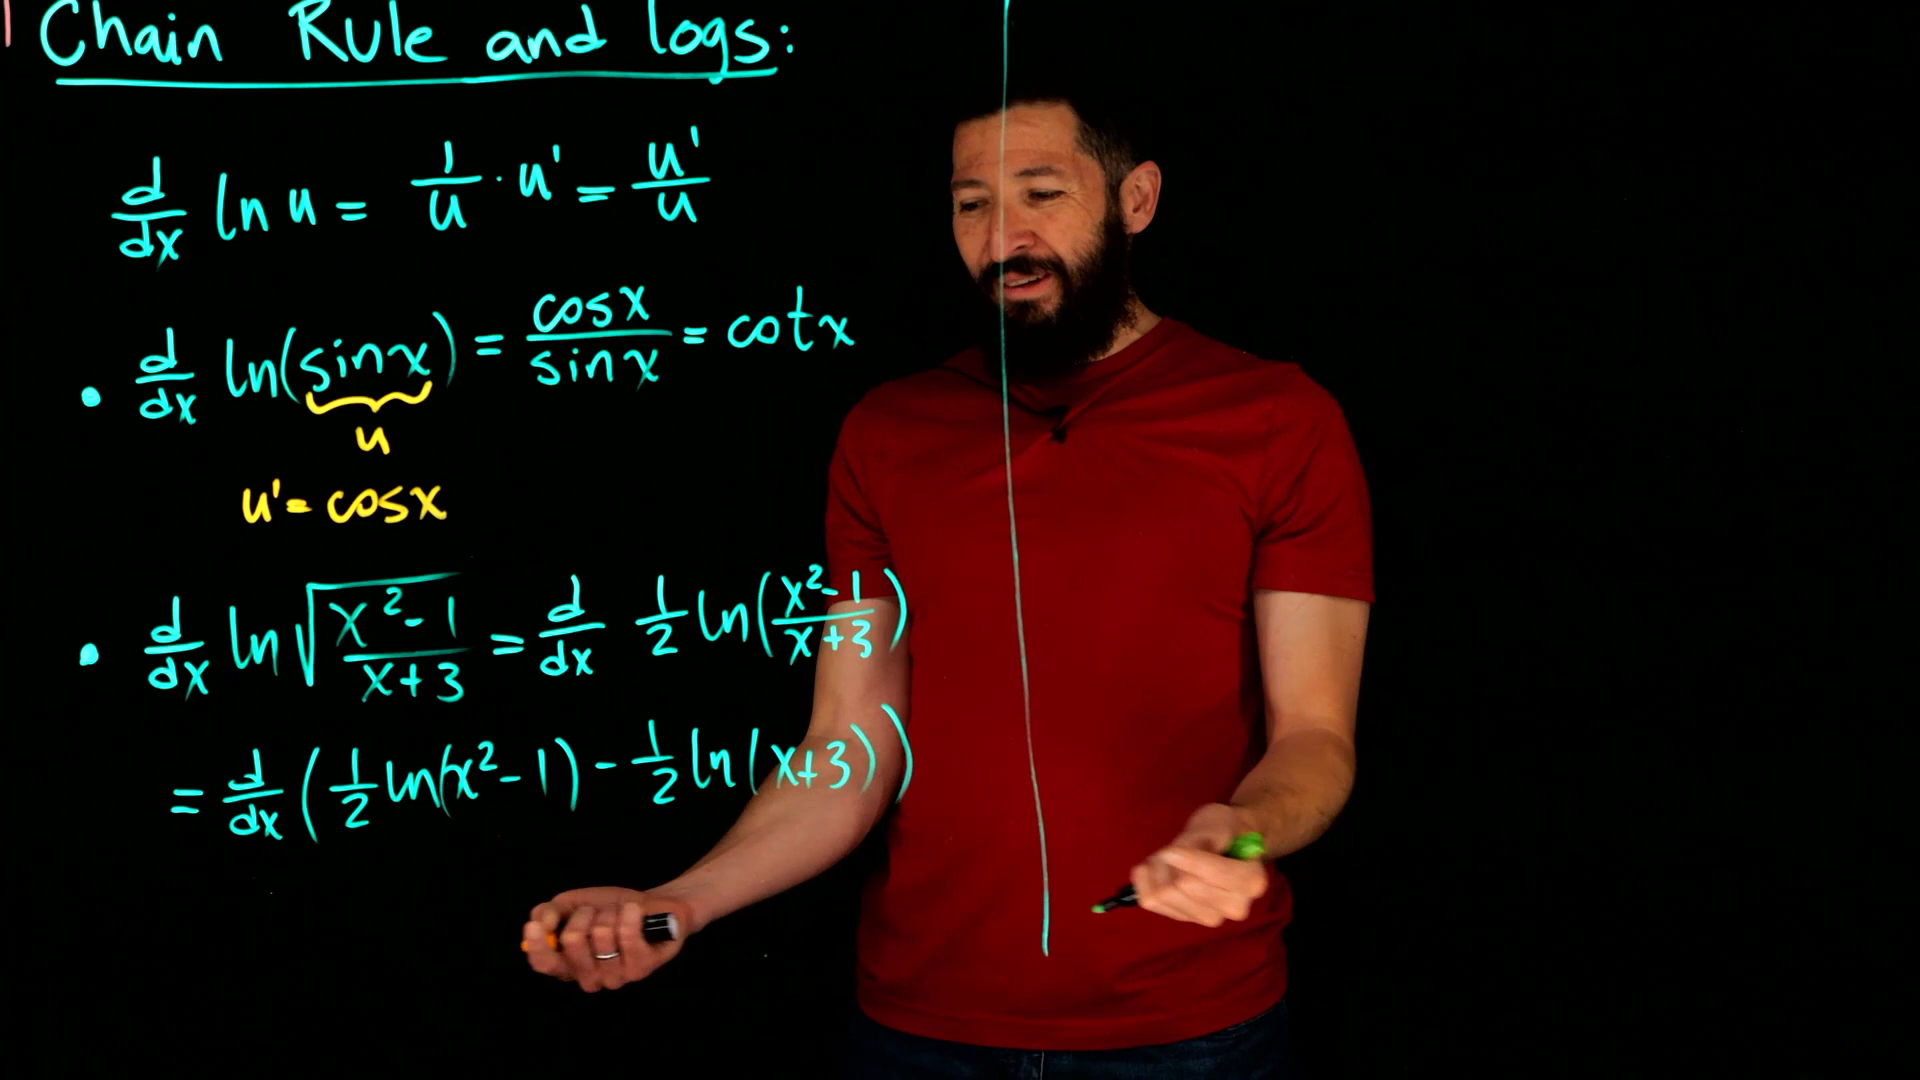 Chain Rule and logs:
d/dx ln u = 1/u · u' = u'/u
• d/dx ln(sin x) = cos x/sin x = cot x
u
u' = cos x
• d/dx ln √((x²-1)/(x+3)) = d/dx 1/2 ln((x²-1)/(x+3))
= d/dx (1/2 ln(x²-1) - 1/2 ln(x+3))